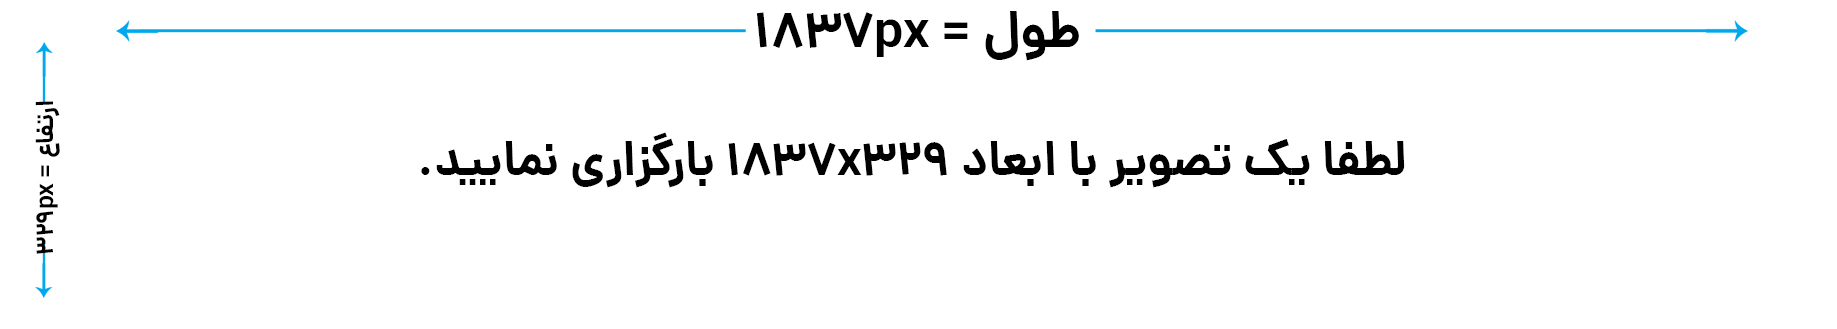 طول = ۱۸۳۷px
ارتفاع = ۳۲۹px
لطفا یک تصویر با ابعاد ۱۸۳۷x۳۲۹ بارگزاری نمایید.